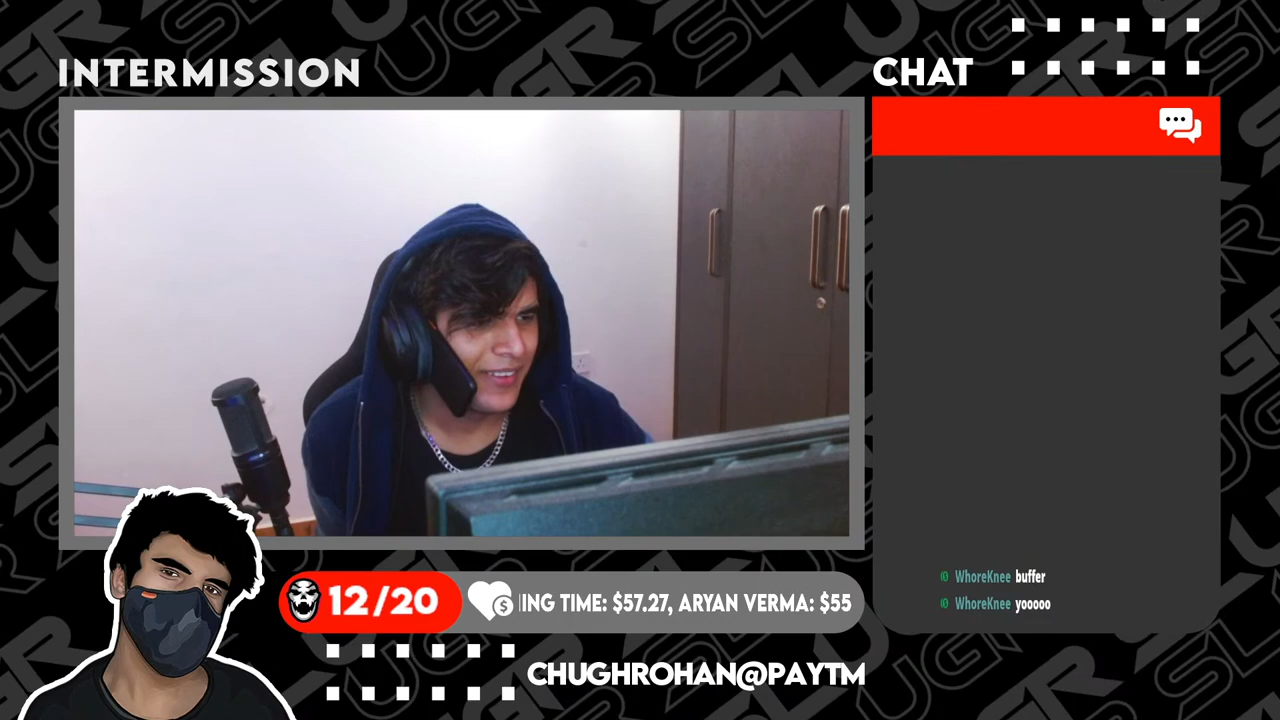 INTERMISSION
CHAT
WhoreKnee buffer
WhoreKnee yooooo
12/20
ING TIME: $57.27, ARYAN VERMA: $55
CHUGHROHAN@PAYTM